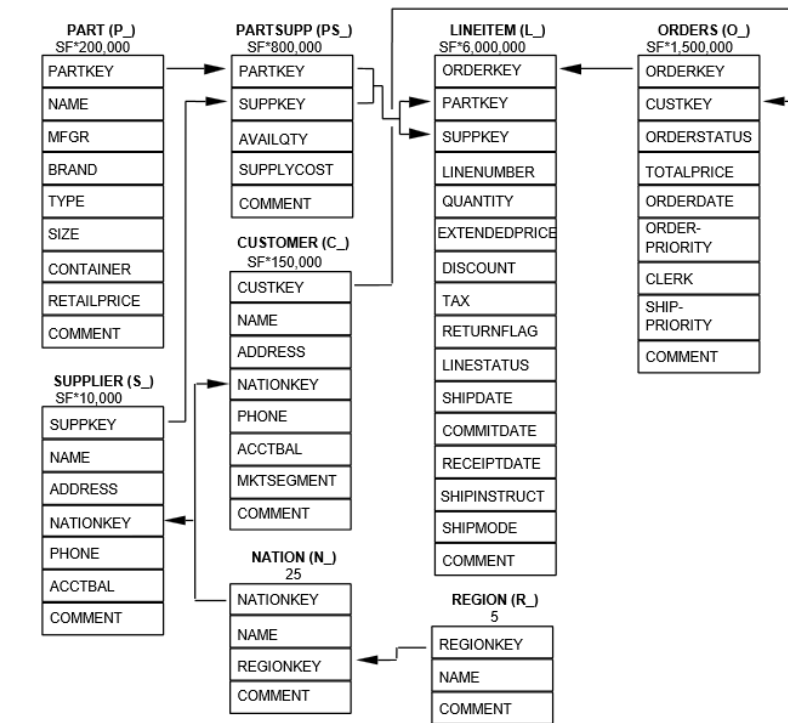 PART (P_)
SF*200,000
PARTKEY
NAME
MFGR
BRAND
TYPE
SIZE
CONTAINER
RETAILPRICE
COMMENT
SUPPLIER (S_)
SF*10,000
SUPPKEY
NAME
ADDRESS
NATIONKEY
PHONE
ACCTBAL
COMMENT
PARTSUPP (PS_)
SF*800,000
PARTKEY
SUPPKEY
AVAILQTY
SUPPLYCOST
COMMENT
CUSTOMER (C_)
SF*150,000
CUSTKEY
NAME
ADDRESS
NATIONKEY
PHONE
ACCTBAL
MKTSEGMENT
COMMENT
NATION (N_)
25
NATIONKEY
NAME
REGIONKEY
COMMENT
LINEITEM (L_)
SF*6,000,000
ORDERKEY
PARTKEY
SUPPKEY
LINENUMBER
QUANTITY
EXTENDEDPRICE
DISCOUNT
TAX
RETURNFLAG
LINESTATUS
SHIPDATE
COMMITDATE
RECEIPTDATE
SHIPINSTRUCT
SHIPMODE
COMMENT
REGION (R_)
5
REGIONKEY
NAME
COMMENT
ORDERS (O_)
SF*1,500,000
ORDERKEY
CUSTKEY
ORDERSTATUS
TOTALPRICE
ORDERDATE
ORDER-
PRIORITY
CLERK
SHIP-
PRIORITY
COMMENT